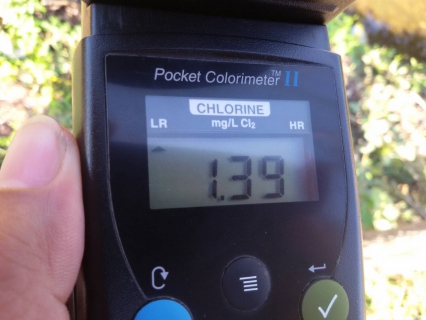 Pocket Colorimeter™ II
CHLORINE
LR mg/L Cl₂ HR
1.39